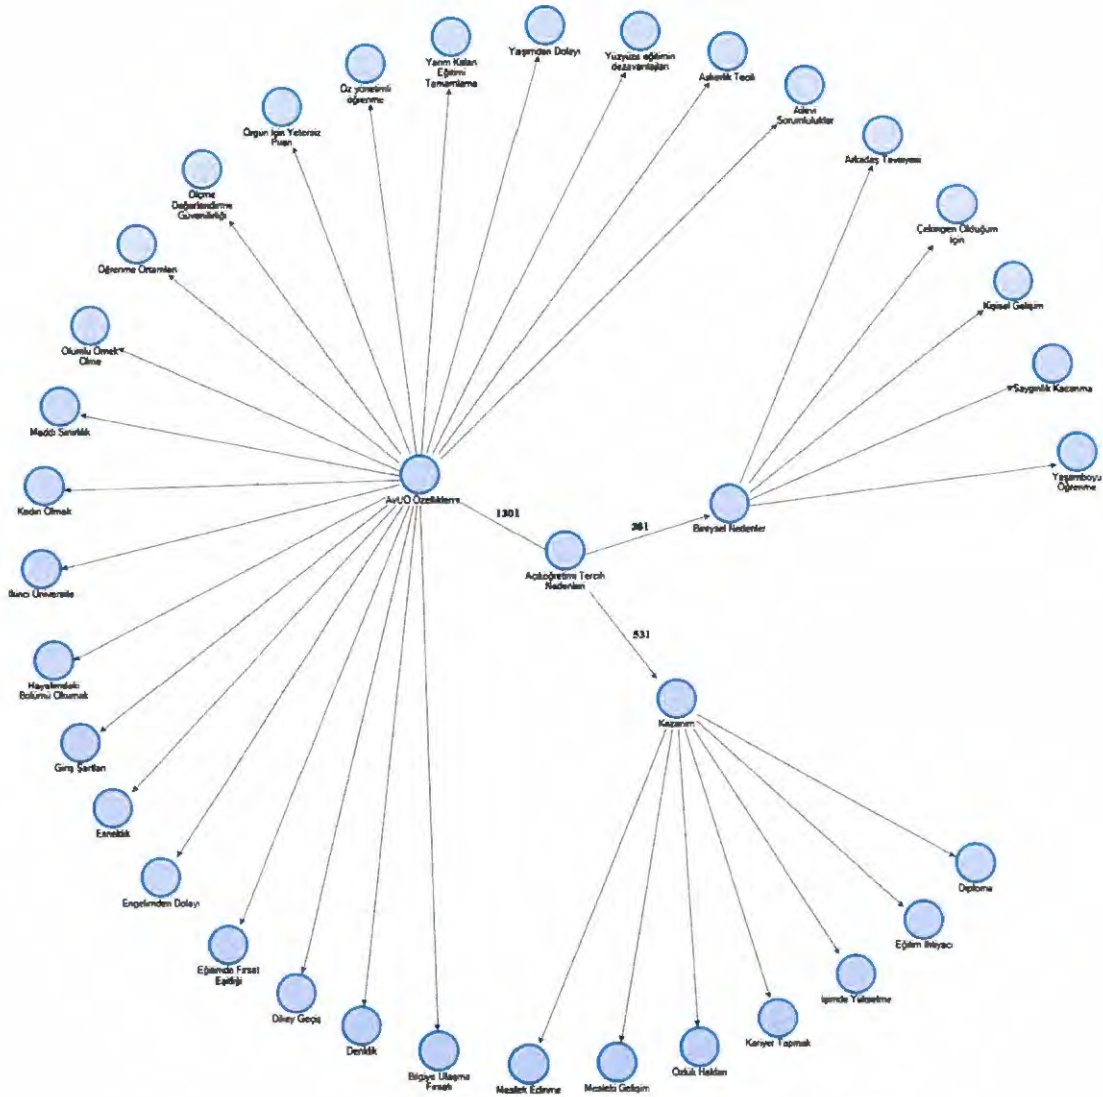 Yaşımdan Dolayı
Yüzyüze eğitimin
dezavantajları
Yarım Kalan
Eğitimi
Tamamlama
Askerlik Tecili
Öz yönetimli
öğrenme
Ailevi
Sorumluluklar
Örgün İçin Yetersiz
Puan
Arkadaş Tavsiyesi
Ölçme
Değerlendirme
Güvenilirliği
Çekingen Olduğum
İçin
Öğrenme Ortamları
Kişisel Gelişim
Olumlu Örnek
Olma
Saygınlık Kazanma
Maddi Sınırlılık
Yaşamboyu
Öğrenme
Kadın Olmak
AvUÖ Özelliklerini
1301
381
Bireysel Nedenler
Açıköğretimi Tercih
Nedenleri
İkinci Üniversite
531
Hayalimdeki
Bölümü Okumak
Kazanım
Giriş Şartları
Esneklik
Diploma
Engelimden Dolayı
Eğitim İhtiyacı
Eğitimde Fırsat
Eşitliği
İşimde Yükselme
Dikey Geçiş
Kariyer Yapmak
Denklik
Özlük Hakları
Bilgiye Ulaşma
Fırsatı
Meslek Edinme
Mesleki Gelişim